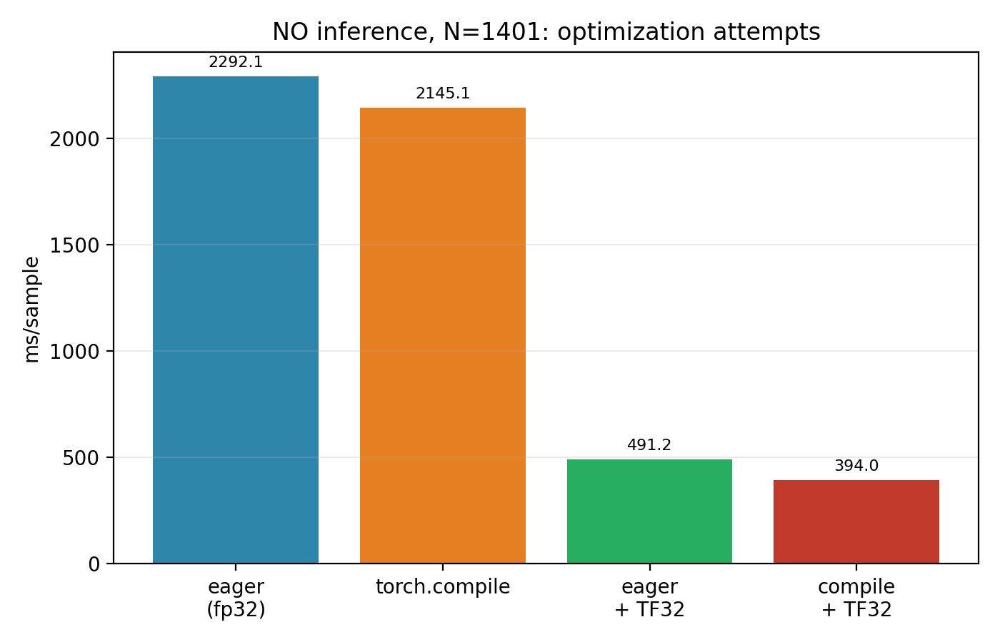 NO inference, N=1401: optimization attempts
2292.1
2145.1
491.2
394.0
2000
1500
1000
500
0
ms/sample
eager
(fp32)
torch.compile
eager
+ TF32
compile
+ TF32